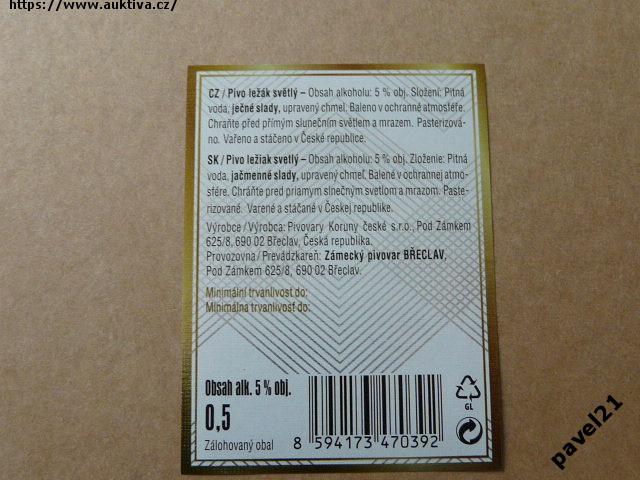 https://www.auktiva.cz/
CZ / Pivo ležák světlý – Obsah alkoholu: 5 % obj. Složení: Pitná
voda, ječné slady, upravený chmel. Baleno v ochranné atmosféře.
Chraňte před přímým slunečním světlem a mrazem. Pasterizová-
no. Vařeno a stáčeno v České republice.
SK / Pivo ležiak svetlý – Obsah alkoholu: 5 % obj. Zloženie: Pitná
voda, jačmenné slady, upravený chmeľ. Balené v ochrannej atmo-
sfére. Chráňte pred priamym slnečným svetlom a mrazom. Paste-
rizované. Varené a stáčané v Českej republike.
Výrobce / Výrobca: Pivovary Koruny české s.r.o., Pod Zámkem
625/8, 690 02 Břeclav, Česká republika.
Provozovna / Prevádzkareň: Zámecký pivovar BŘECLAV,
Pod Zámkem 625/8, 690 02 Břeclav.
Minimální trvanlivost do:
Minimálna trvanlivosť do:
Obsah alk. 5 % obj.
0,5
Zálohovaný obal
8 594173 470392
GL
pavel21